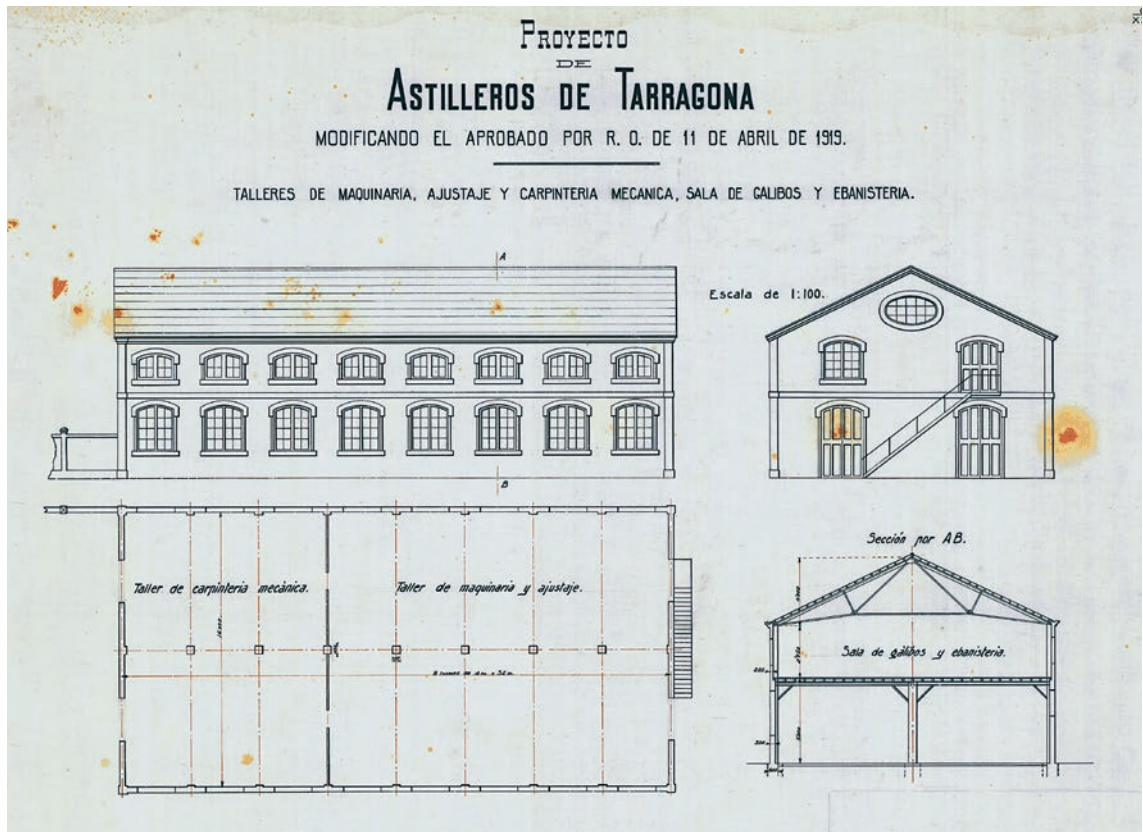 PROYECTO
DE
ASTILLEROS DE TARRAGONA
MODIFICANDO EL APROBADO POR R. O. DE 11 DE ABRIL DE 1919.
TALLERES DE MAQUINARIA, AJUSTAJE Y CARPINTERIA MECANICA, SALA DE GALIBOS Y EBANISTERIA.
A
Escala de 1:100.
B
Sección por AB.
Taller de carpinteria mecánica.
Taller de maquinaria y ajustaje.
Sala de gálibos y ebanisteria.